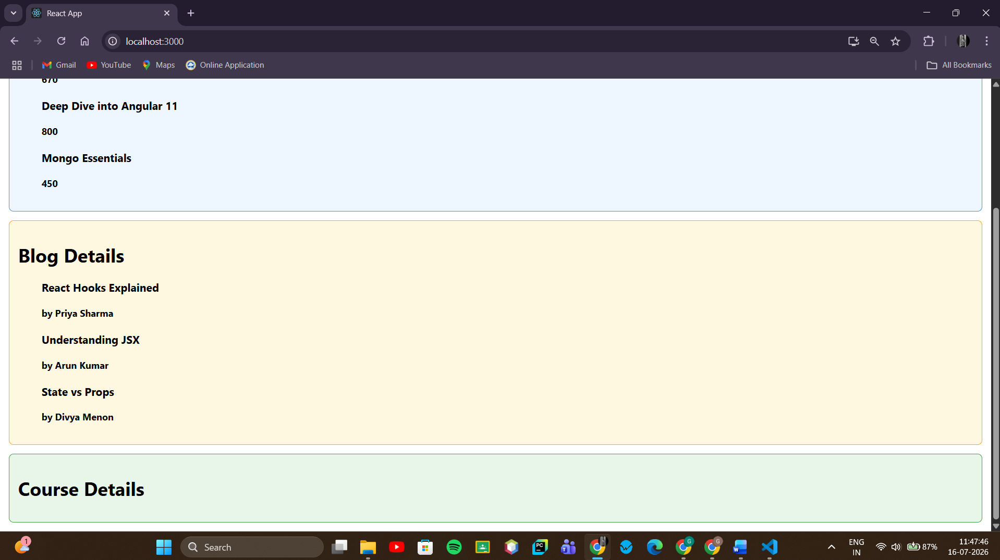 React App
localhost:3000
Gmail
YouTube
Maps
Online Application
All Bookmarks
670
Deep Dive into Angular 11
800
Mongo Essentials
450
Blog Details
React Hooks Explained
by Priya Sharma
Understanding JSX
by Arun Kumar
State vs Props
by Divya Menon
Course Details
1
Search
PC
T
G
G
W
ENG
IN
87%
11:47:46
16-07-2026